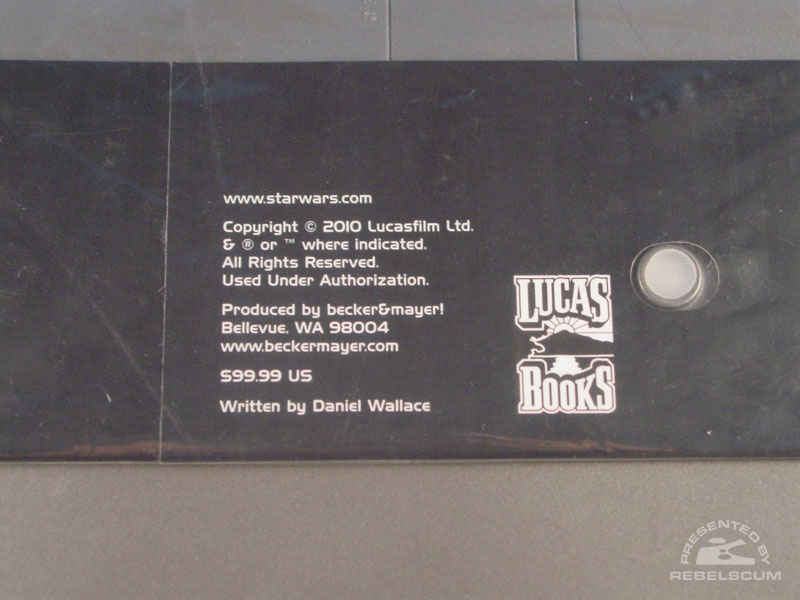 www.starwars.com
Copyright © 2010 Lucasfilm Ltd.
& ® or ™ where indicated.
All Rights Reserved.
Used Under Authorization.
Produced by becker&mayer!
Bellevue, WA 98004
www.beckermayer.com
$99.99 US
Written by Daniel Wallace
LUCAS
BOOKS
PRESENTED BY
REBELSCUM